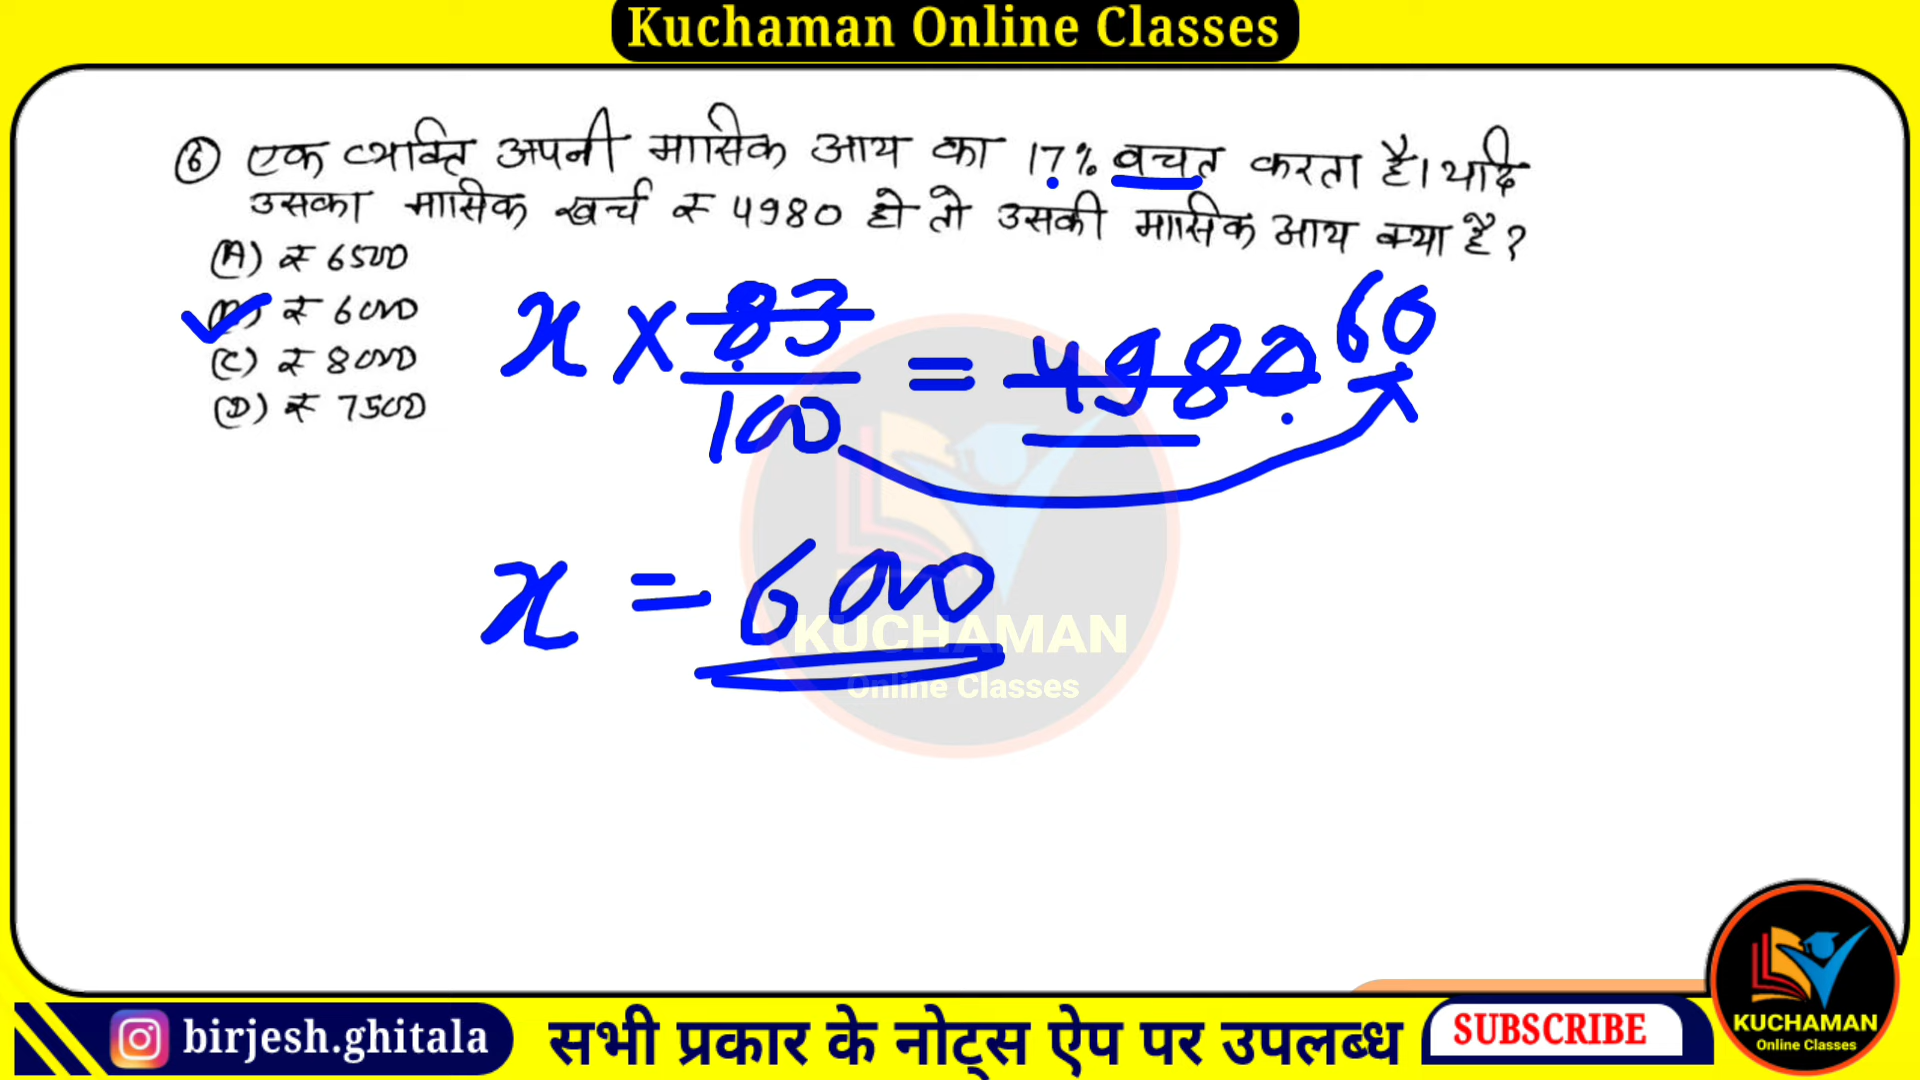 Kuchaman Online Classes
⑥ एक व्यक्ति अपनी मासिक आय का 17% बचत करता है। यदि
उसका मासिक खर्च ₹ 4980 हो तो उसकी मासिक आय क्या है?
(A) ₹ 6500
(B) ₹ 6000
(C) ₹ 8000
(D) ₹ 7500
x × 83/100 = 4980 60
x = 6000
KUCHAMAN
Online Classes
birjesh.ghitala
सभी प्रकार के नोट्स ऐप पर उपलब्ध
SUBSCRIBE
KUCHAMAN
Online Classes